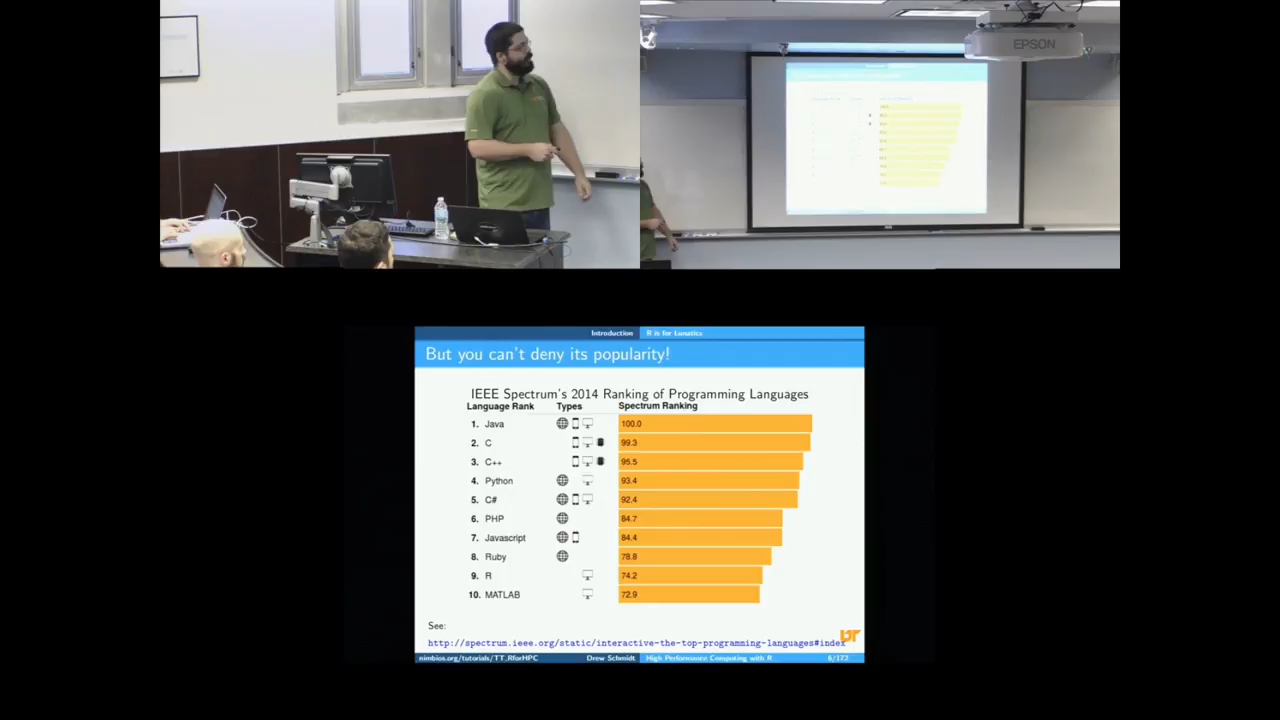 EPSON
Introduction R is for Lunatics
But you can't deny its popularity!
IEEE Spectrum's 2014 Ranking of Programming Languages
Language Rank Types Spectrum Ranking
1. Java 100.0
2. C 99.3
3. C++ 95.5
4. Python 93.4
5. C# 92.4
6. PHP 84.7
7. Javascript 84.4
8. Ruby 78.8
9. R 74.2
10. MATLAB 72.9
See:
http://spectrum.ieee.org/static/interactive-the-top-programming-languages#index
nimbios.org/tutorials/TT_RforHPC Drew Schmidt High Performance Computing with R 6/172